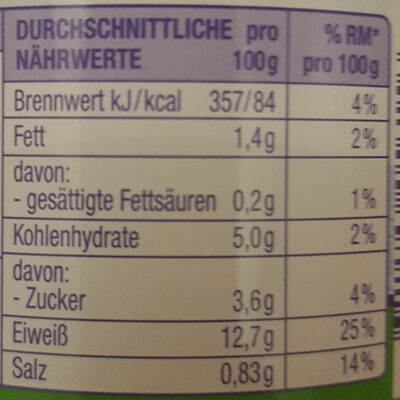 DURCHSCHNITTLICHE pro % RM*
NÄHRWERTE 100g pro 100g
Brennwert kJ/kcal 357/84 4%
Fett 1,4g 2%
davon:
- gesättigte Fettsäuren 0,2g 1%
Kohlenhydrate 5,0g 2%
davon:
- Zucker 3,6g 4%
Eiweiß 12,7g 25%
Salz 0,83g 14%